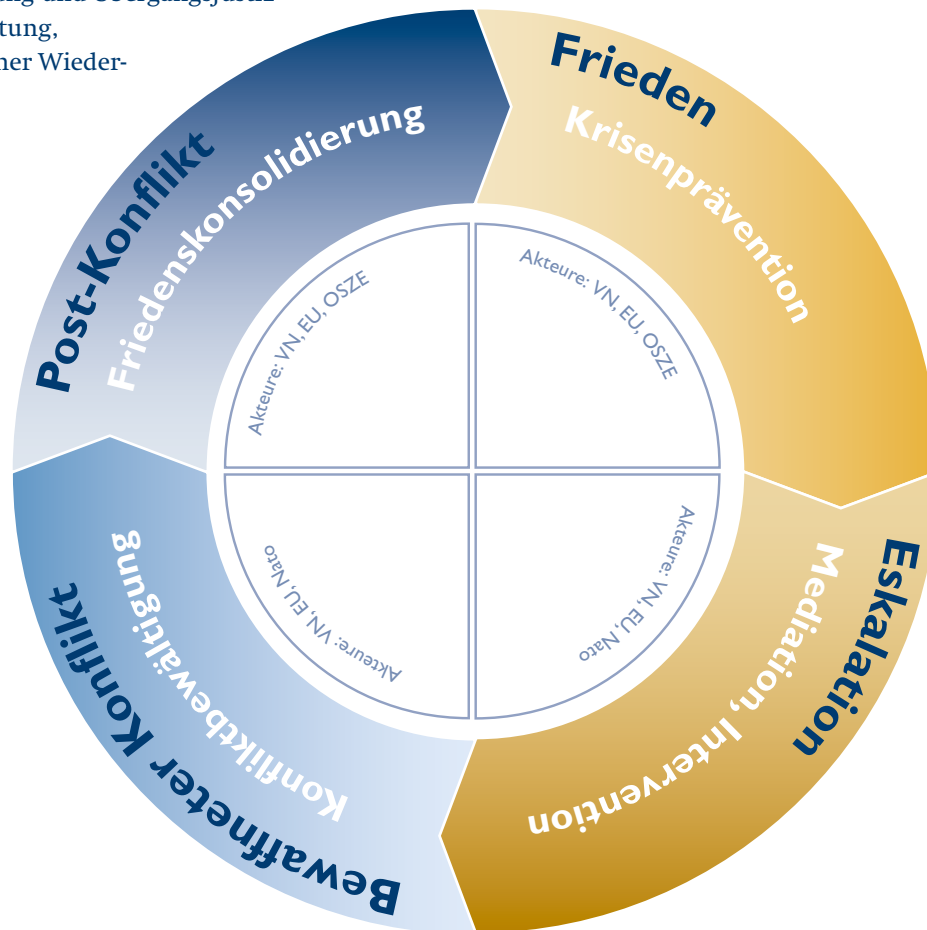 tung,
ner Wieder-
Frieden
Krisenprävention
Akteure: VN, EU, OSZE
Eskalation
Mediation, Intervention
Akteure: VN, EU, Nato
Bewaffneter Konflikt
Konfliktbewältigung
Akteure: VN, EU, Nato
Post-Konflikt
Friedenskonsolidierung
Akteure: VN, EU, OSZE